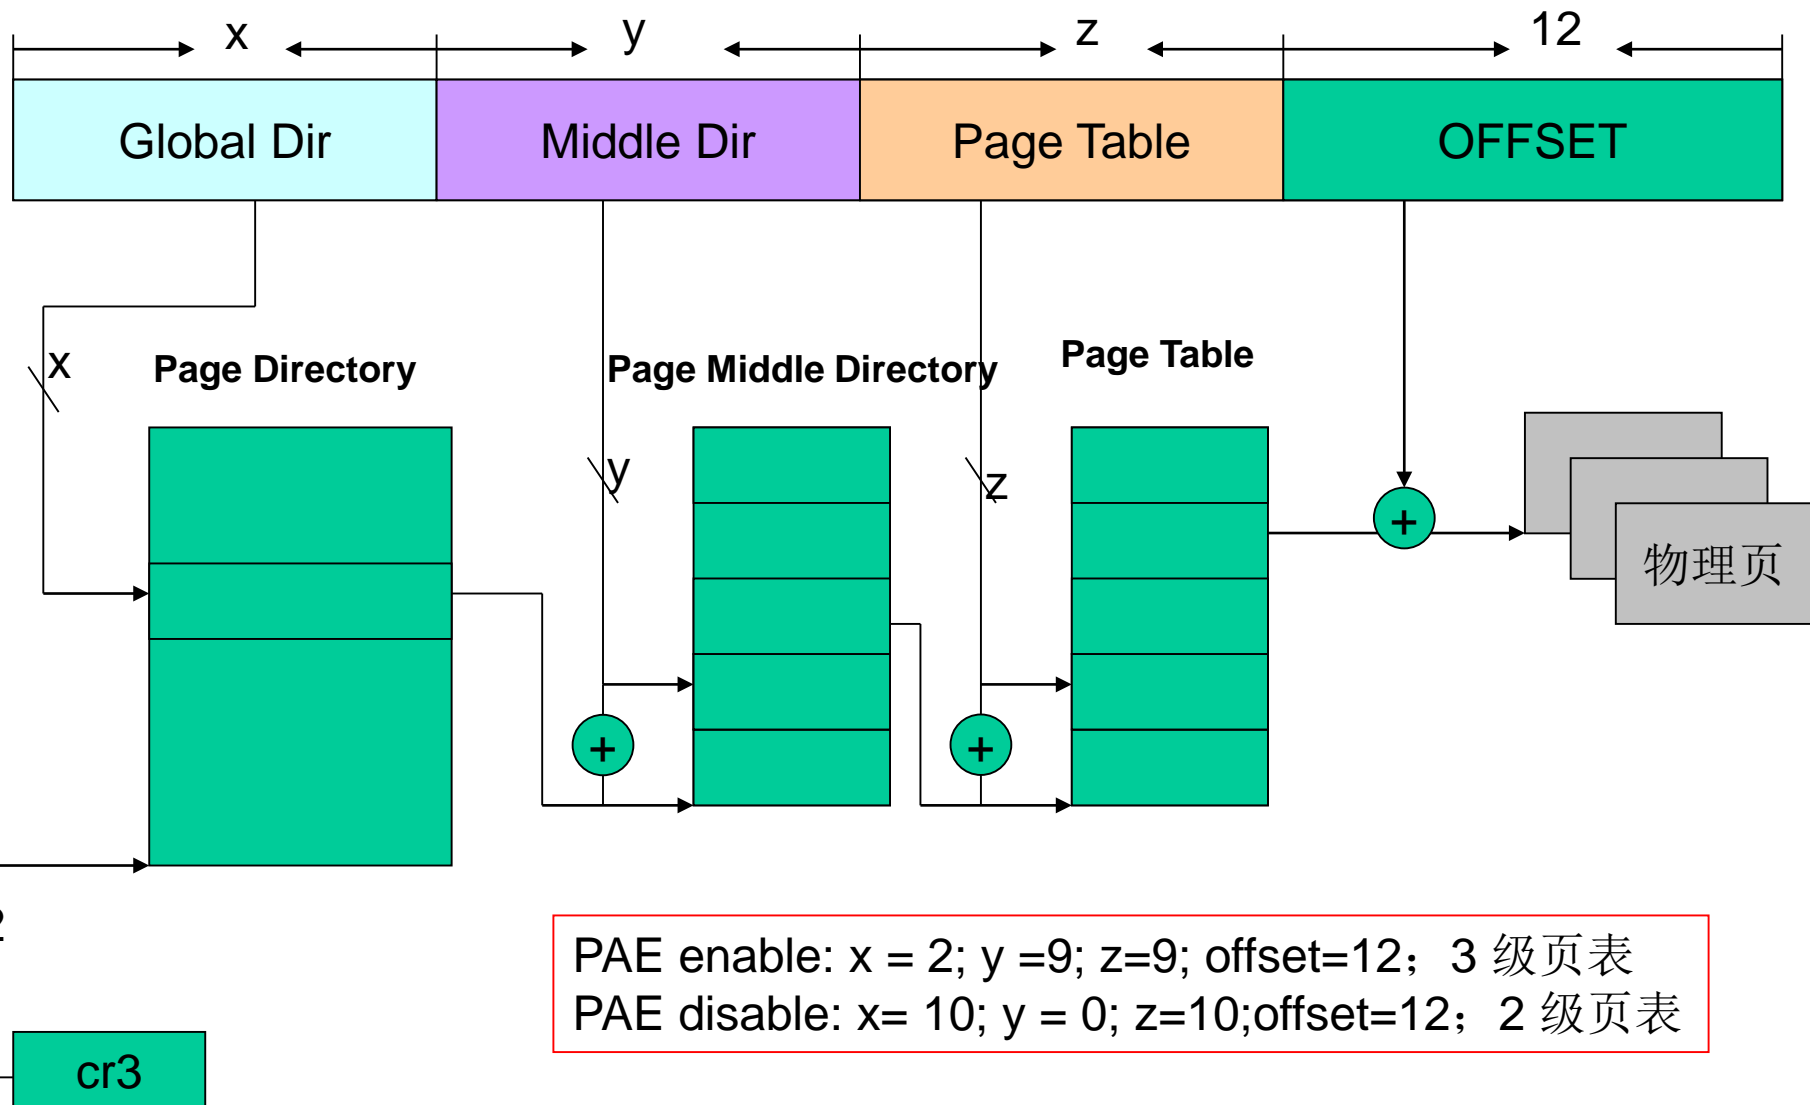 x y z 12
Global Dir Middle Dir Page Table OFFSET
x Page Directory Page Middle Directory Page Table
y z
+
物理页
+ +
PAE enable: x = 2; y =9; z=9; offset=12；3 级页表
PAE disable: x= 10; y = 0; z=10;offset=12；2 级页表
cr3